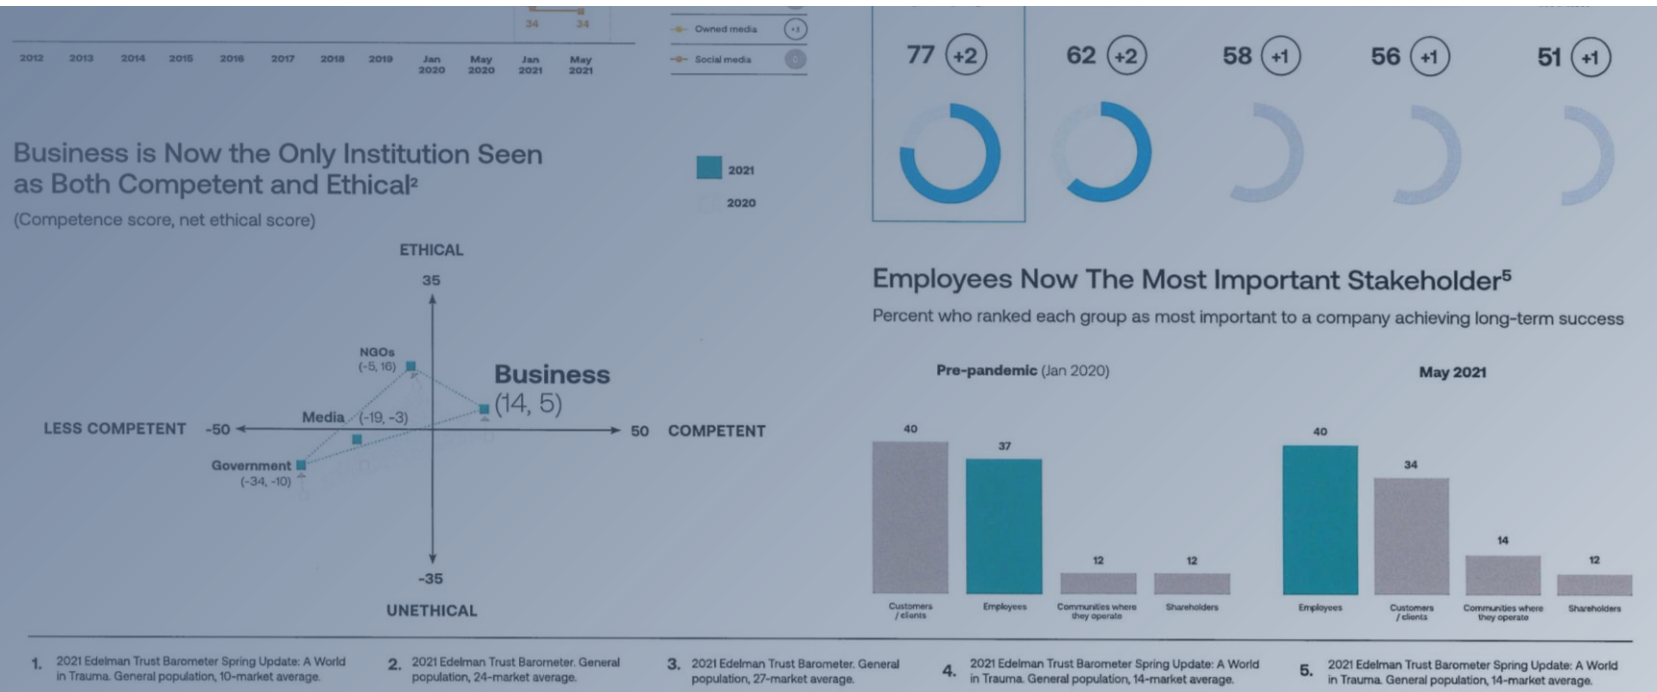 34 34
2012 2013 2014 2015 2016 2017 2018 2019 Jan 2020 May 2020 Jan 2021 May 2021
Owned media +3
Social media 0
77 +2
62 +2
58 +1
56 +1
51 +1
Business is Now the Only Institution Seen
as Both Competent and Ethical²
(Competence score, net ethical score)
2021
2020
ETHICAL
35
NGOs
(-5, 16)
Business
(14, 5)
Media (-19, -3)
LESS COMPETENT -50
50 COMPETENT
Government
(-34, -10)
-35
UNETHICAL
Employees Now The Most Important Stakeholder⁵
Percent who ranked each group as most important to a company achieving long-term success
Pre-pandemic (Jan 2020)
40
37
12
12
Customers
/ clients
Employees
Communities where
they operate
Shareholders
May 2021
40
34
14
12
Employees
Customers
/ clients
Communities where
they operate
Shareholders
1. 2021 Edelman Trust Barometer Spring Update: A World
in Trauma. General population, 10-market average.
2. 2021 Edelman Trust Barometer. General
population, 24-market average.
3. 2021 Edelman Trust Barometer. General
population, 27-market average.
4. 2021 Edelman Trust Barometer Spring Update: A World
in Trauma. General population, 14-market average.
5. 2021 Edelman Trust Barometer Spring Update: A World
in Trauma. General population, 14-market average.